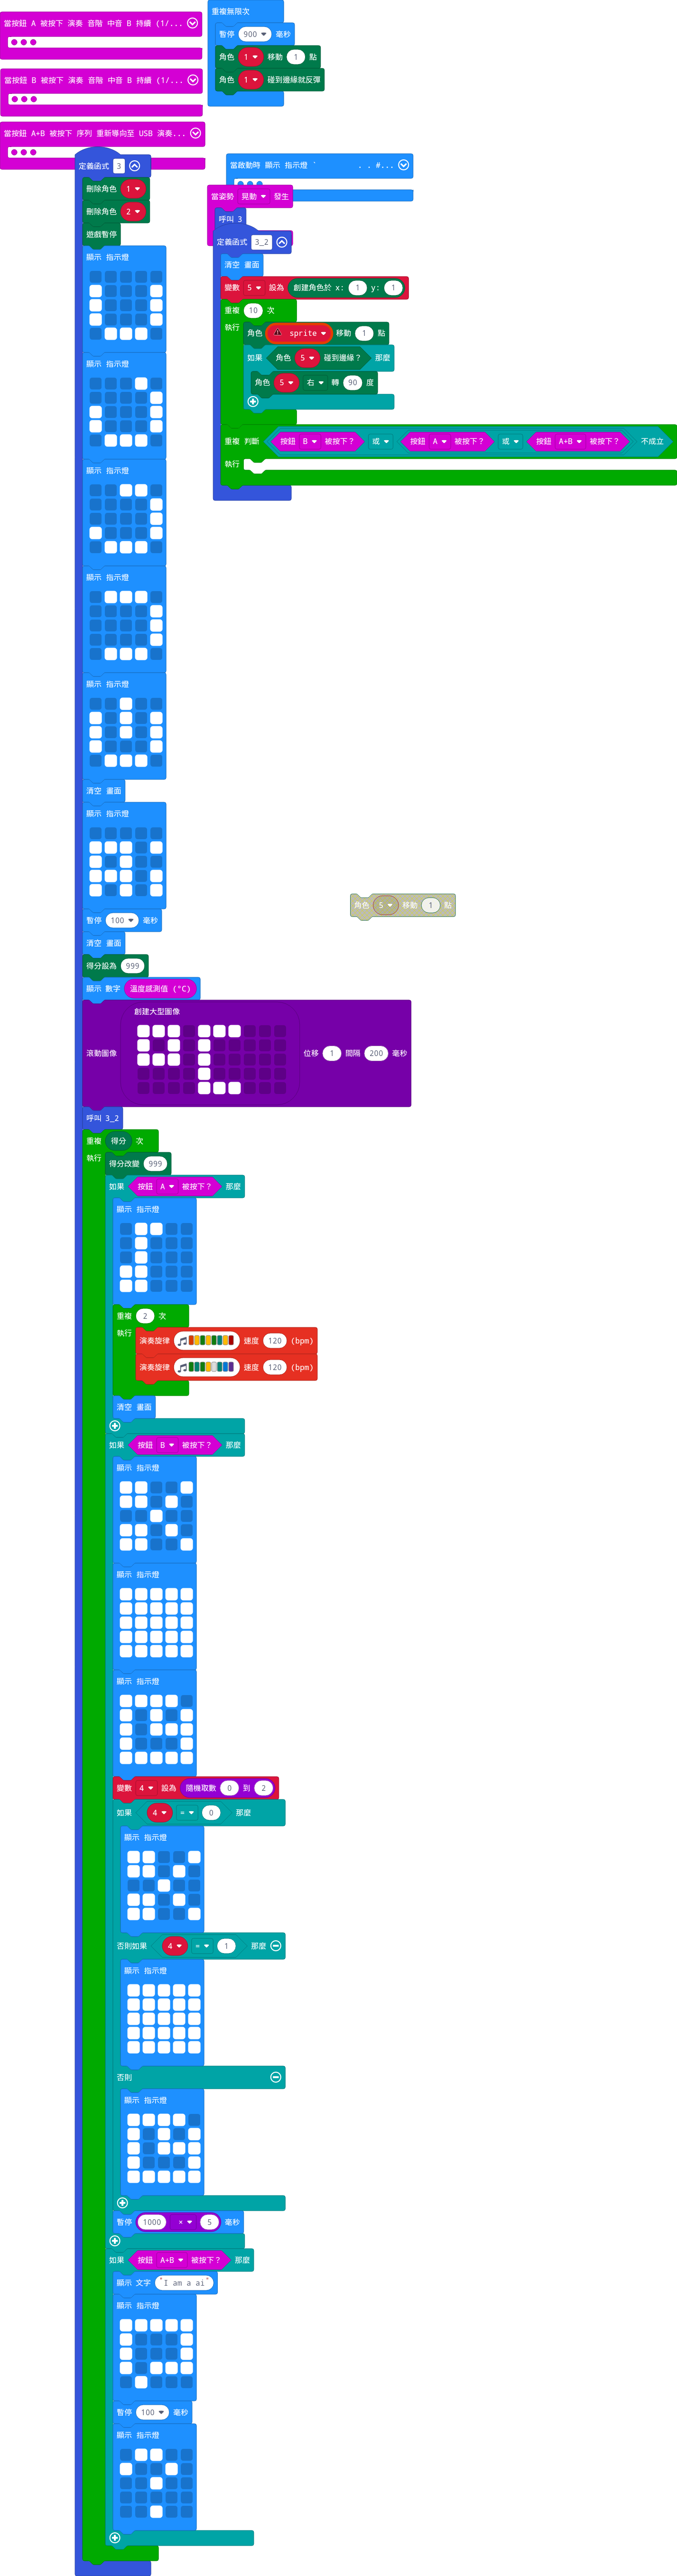 當按鈕 A 被按下 演奏 音階 中音 B 持續 (1/...
當按鈕 B 被按下 演奏 音階 中音 B 持續 (1/...
當按鈕 A+B 被按下 序列 重新導向至 USB 演奏...
重複無限次
暫停 900 毫秒
角色 1 移動 1 點
角色 1 碰到邊緣就反彈
當啟動時 顯示 指示燈 ` . . #...
當姿勢 晃動 發生
呼叫 3
定義函式 3_2
清空 畫面
變數 5 設為 創建角色於 x: 1 y: 1
重複 10 次
執行 角色 sprite 移動 1 點
如果 角色 5 碰到邊緣? 那麼
角色 5 右 轉 90 度
重複 判斷 按鈕 B 被按下? 或 按鈕 A 被按下? 或 按鈕 A+B 被按下? 不成立
執行
角色 5 移動 1 點
定義函式 3
刪除角色 1
刪除角色 2
遊戲暫停
顯示 指示燈
顯示 指示燈
顯示 指示燈
顯示 指示燈
顯示 指示燈
清空 畫面
顯示 指示燈
暫停 100 毫秒
清空 畫面
得分設為 999
顯示 數字 溫度感測值 (°C)
創建大型圖像
滾動圖像 位移 1 間隔 200 毫秒
呼叫 3_2
重複 得分 次
執行 得分改變 999
如果 按鈕 A 被按下? 那麼
顯示 指示燈
重複 2 次
執行 演奏旋律 速度 120 (bpm)
演奏旋律 速度 120 (bpm)
清空 畫面
如果 按鈕 B 被按下? 那麼
顯示 指示燈
顯示 指示燈
顯示 指示燈
變數 4 設為 隨機取數 0 到 2
如果 4 = 0 那麼
顯示 指示燈
否則如果 4 = 1 那麼
顯示 指示燈
否則
顯示 指示燈
暫停 1000 × 5 毫秒
如果 按鈕 A+B 被按下? 那麼
顯示 文字 "I am a ai"
顯示 指示燈
暫停 100 毫秒
顯示 指示燈